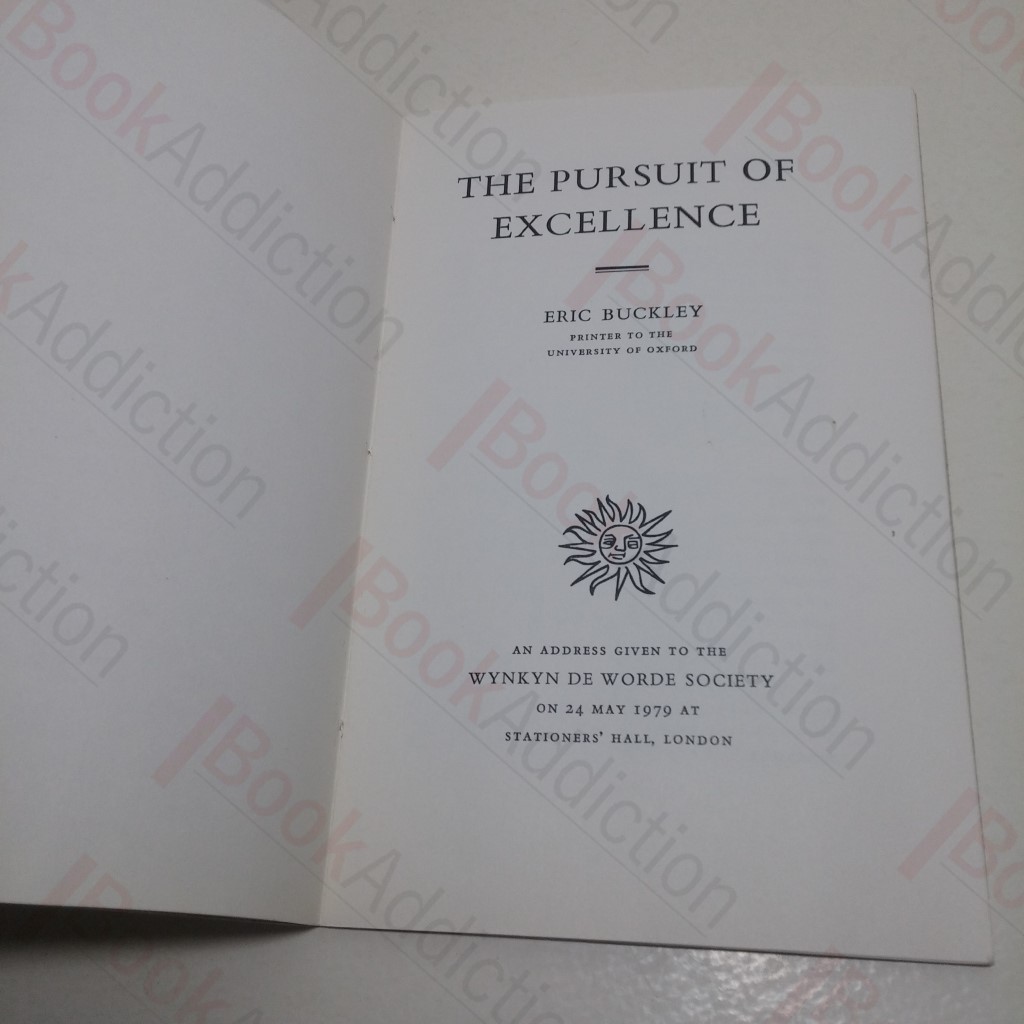 THE PURSUIT OF
EXCELLENCE
ERIC BUCKLEY
PRINTER TO THE
UNIVERSITY OF OXFORD
AN ADDRESS GIVEN TO THE
WYNKYN DE WORDE SOCIETY
ON 24 MAY 1979 AT
STATIONERS' HALL, LONDON
BookAddiction